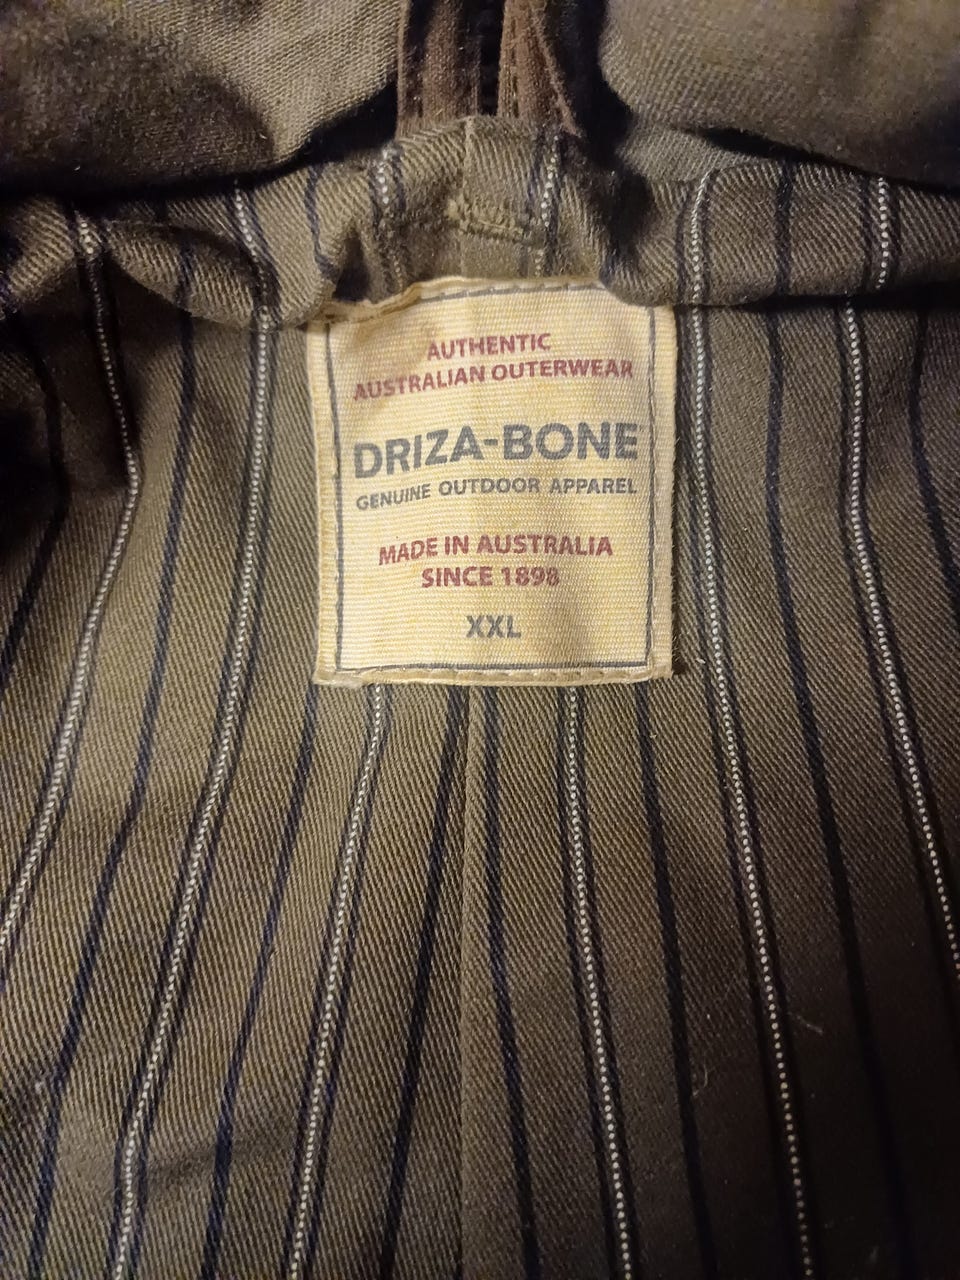 AUTHENTIC
AUSTRALIAN OUTERWEAR
DRIZA-BONE
GENUINE OUTDOOR APPAREL
MADE IN AUSTRALIA
SINCE 1898
XXL